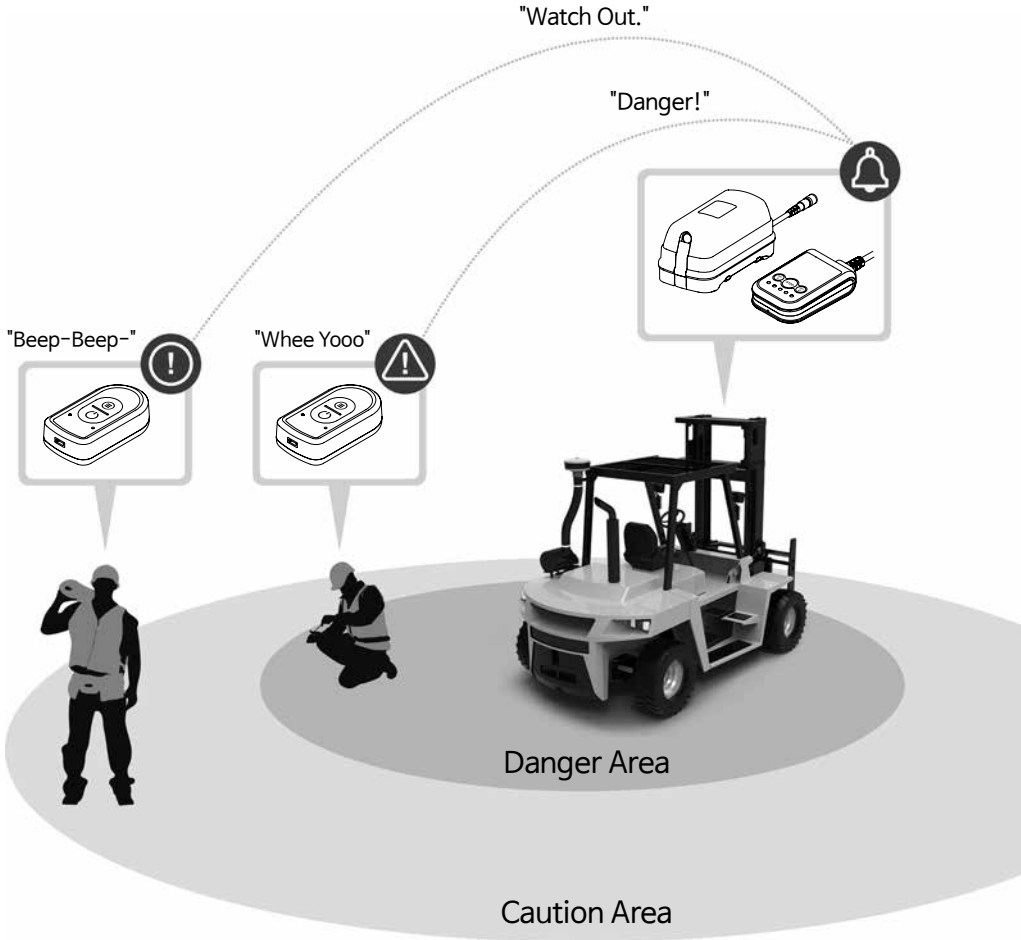 "Watch Out."
"Danger!"
"Beep-Beep-"
"Whee Yooo"
Danger Area
Caution Area